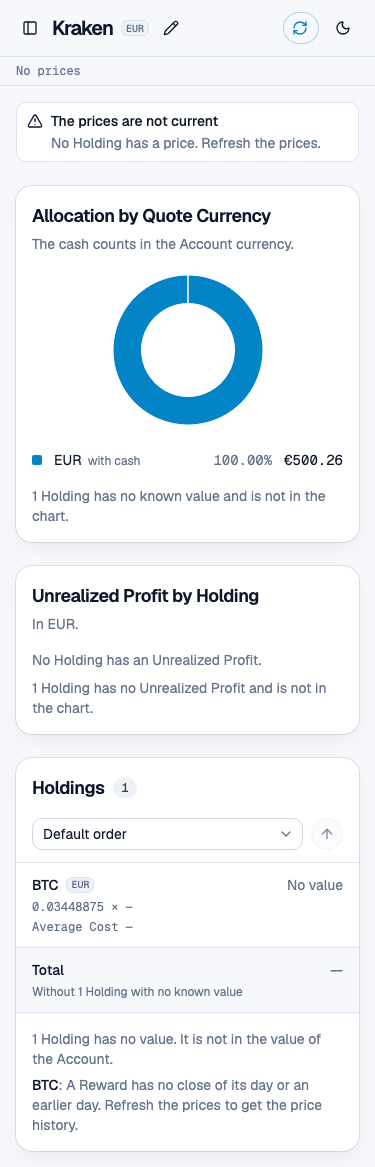 Kraken EUR
No prices
The prices are not current
No Holding has a price. Refresh the prices.
Allocation by Quote Currency
The cash counts in the Account currency.
EUR with cash 100.00% €500.26
1 Holding has no known value and is not in the
chart.
Unrealized Profit by Holding
In EUR.
No Holding has an Unrealized Profit.
1 Holding has no Unrealized Profit and is not in
the chart.
Holdings 1
Default order
BTC EUR No value
0.03448875 × —
Average Cost —
Total —
Without 1 Holding with no known value
1 Holding has no value. It is not in the value of
the Account.
BTC: A Reward has no close of its day or an
earlier day. Refresh the prices to get the price
history.